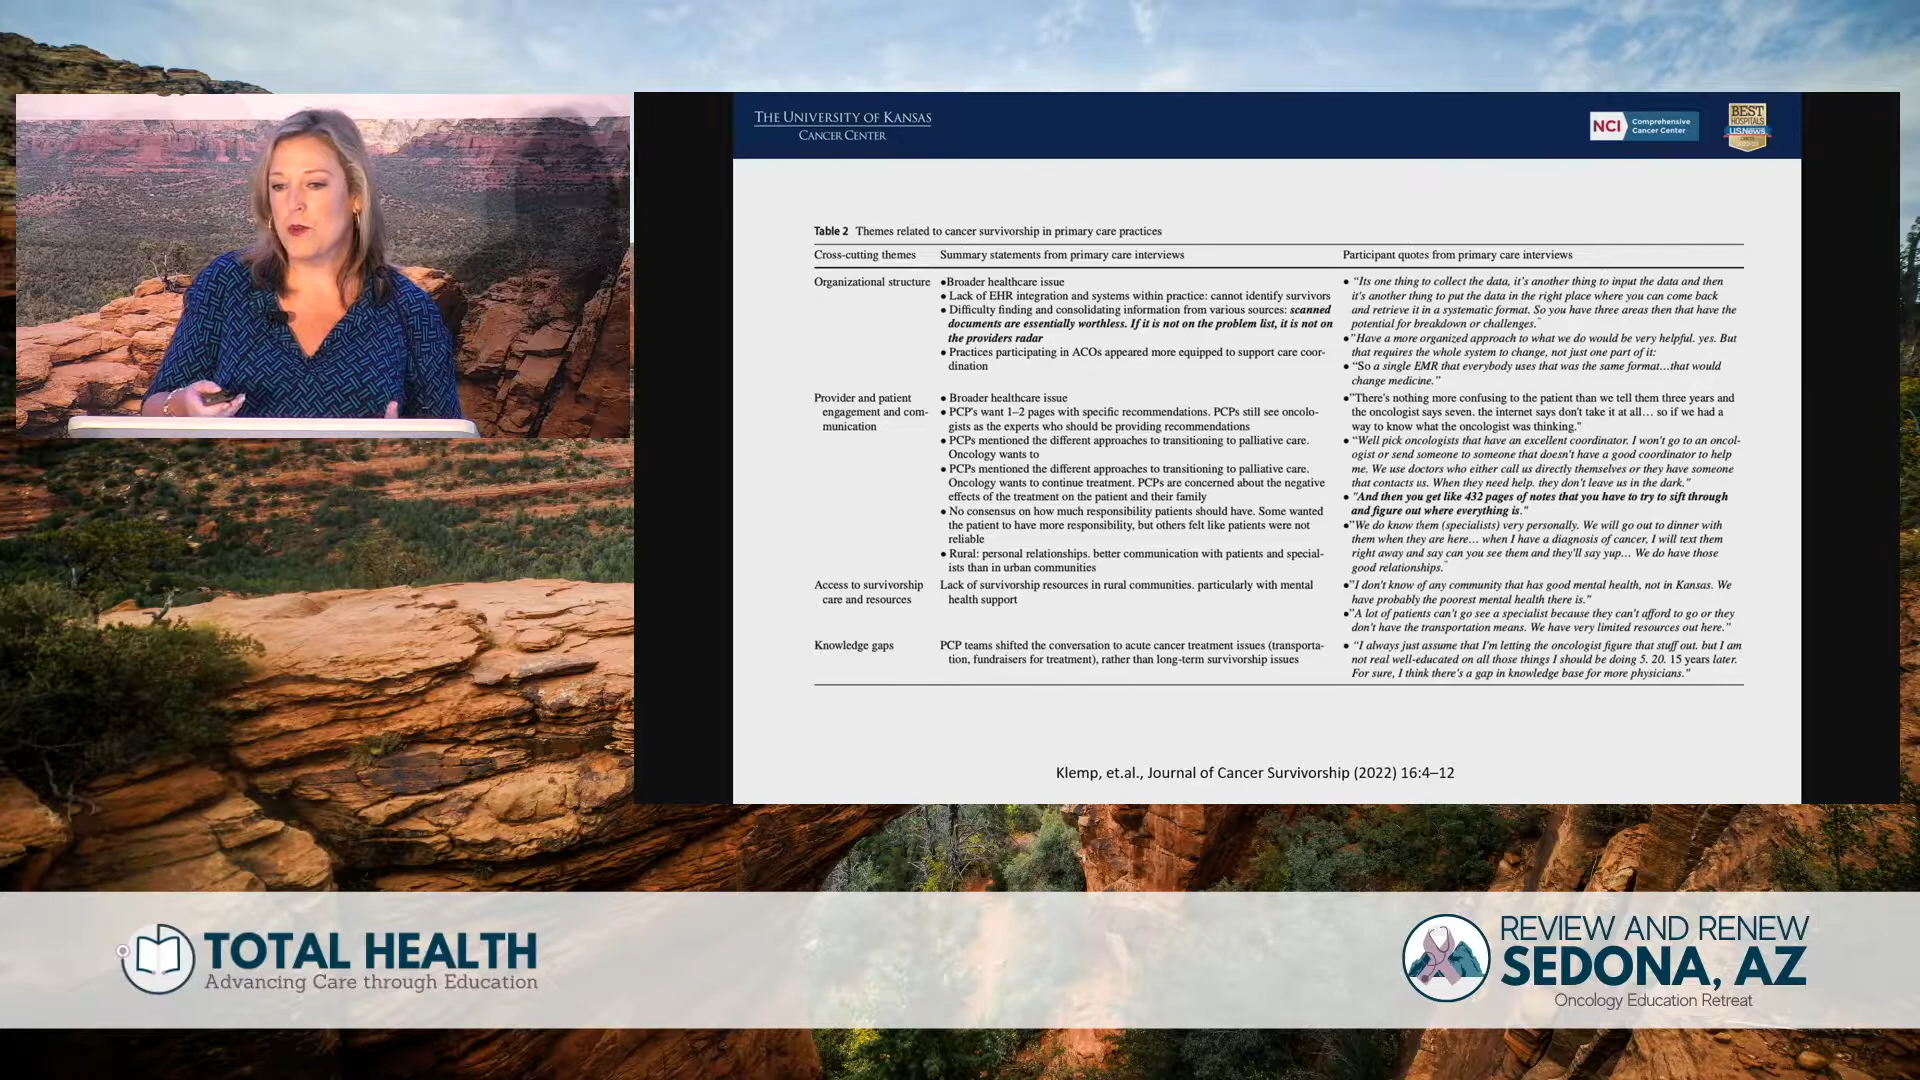 THE UNIVERSITY OF KANSAS
CANCER CENTER
NCI Comprehensive
Cancer Center
BEST
HOSPITALS
U.S.News
Table 2 Themes related to cancer survivorship in primary care practices
Cross-cutting themes Summary statements from primary care interviews Participant quotes from primary care interviews
Organizational structure
●Broader healthcare issue
● Lack of EHR integration and systems within practice: cannot identify survivors
● Difficulty finding and consolidating information from various sources: scanned
documents are essentially worthless. If it is not on the problem list, it is not on
the providers radar
● Practices participating in ACOs appeared more equipped to support care coor-
dination
● "Its one thing to collect the data, it's another thing to input the data and then
it's another thing to put the data in the right place where you can come back
and retrieve it in a systematic format. So you have three areas then that have the
potential for breakdown or challenges."
●"Have a more organized approach to what we do would be very helpful. yes. But
that requires the whole system to change, not just one part of it:
● "So a single EMR that everybody uses that was the same format…that would
change medicine."
Provider and patient
engagement and com-
munication
● Broader healthcare issue
● PCP's want 1–2 pages with specific recommendations. PCPs still see oncolo-
gists as the experts who should be providing recommendations
● PCPs mentioned the different approaches to transitioning to palliative care.
Oncology wants to
● PCPs mentioned the different approaches to transitioning to palliative care.
Oncology wants to continue treatment. PCPs are concerned about the negative
effects of the treatment on the patient and their family
● No consensus on how much responsibility patients should have. Some wanted
the patient to have more responsibility, but others felt like patients were not
reliable
● Rural: personal relationships. better communication with patients and special-
ists than in urban communities
●"There's nothing more confusing to the patient than we tell them three years and
the oncologist says seven. the internet says don't take it at all… so if we had a
way to know what the oncologist was thinking."
● "Well pick oncologists that have an excellent coordinator. I won't go to an oncol-
ogist or send someone to someone that doesn't have a good coordinator to help
me. We use doctors who either call us directly themselves or they have someone
that contacts us. When they need help. they don't leave us in the dark."
● "And then you get like 432 pages of notes that you have to try to sift through
and figure out where everything is."
●"We do know them (specialists) very personally. We will go out to dinner with
them when they are here… when I have a diagnosis of cancer, I will text them
right away and say can you see them and they'll say yup… We do have those
good relationships."
Access to survivorship
care and resources
Lack of survivorship resources in rural communities. particularly with mental
health support
●"I don't know of any community that has good mental health, not in Kansas. We
have probably the poorest mental health there is."
●"A lot of patients can't go see a specialist because they can't afford to go or they
don't have the transportation means. We have very limited resources out here."
Knowledge gaps
PCP teams shifted the conversation to acute cancer treatment issues (transporta-
tion, fundraisers for treatment), rather than long-term survivorship issues
● "I always just assume that I'm letting the oncologist figure that stuff out. but I am
not real well-educated on all those things I should be doing 5. 20. 15 years later.
For sure, I think there's a gap in knowledge base for more physicians."
Klemp, et.al., Journal of Cancer Survivorship (2022) 16:4–12
TOTAL HEALTH
Advancing Care through Education
REVIEW AND RENEW
SEDONA, AZ
Oncology Education Retreat